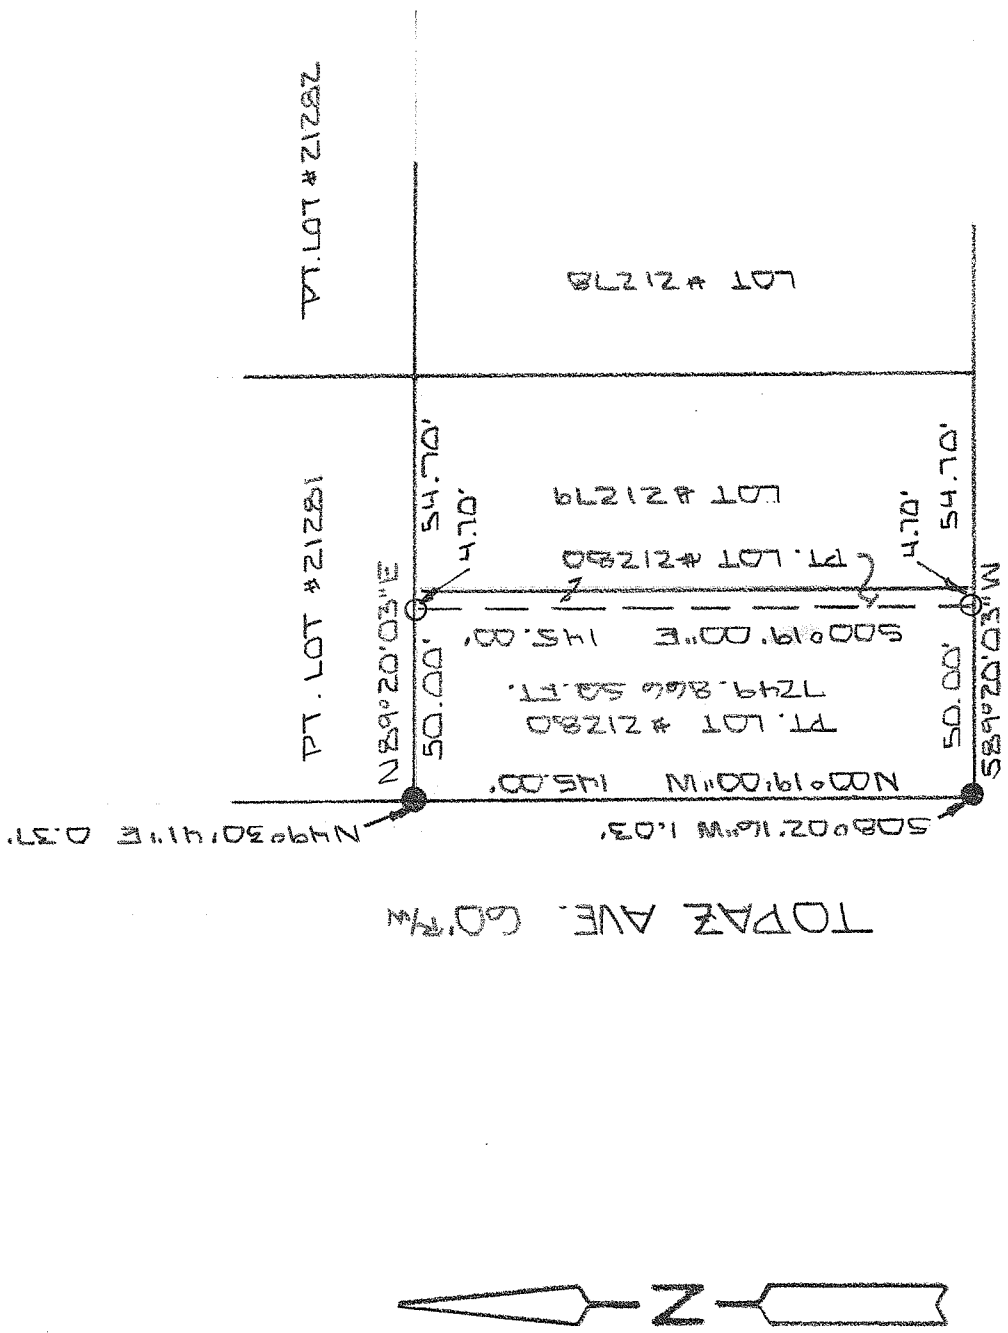 PT. LOT #21282
LOT #21278
PT. LOT #21281
LOT #21279
PT. LOT #21280
N89°20'03"E
54.70'
4.70'
50.00'
54.70'
4.70'
50.00'
S89°20'03"W
S00°19'00"E 145.00'
PT. LOT #21280
7249.866 SQ.FT.
N00°19'00"W 145.00'
N49°30'41"E 0.37'
S08°02'16"W 1.03'
TOPAZ AVE. 60' R/W
N